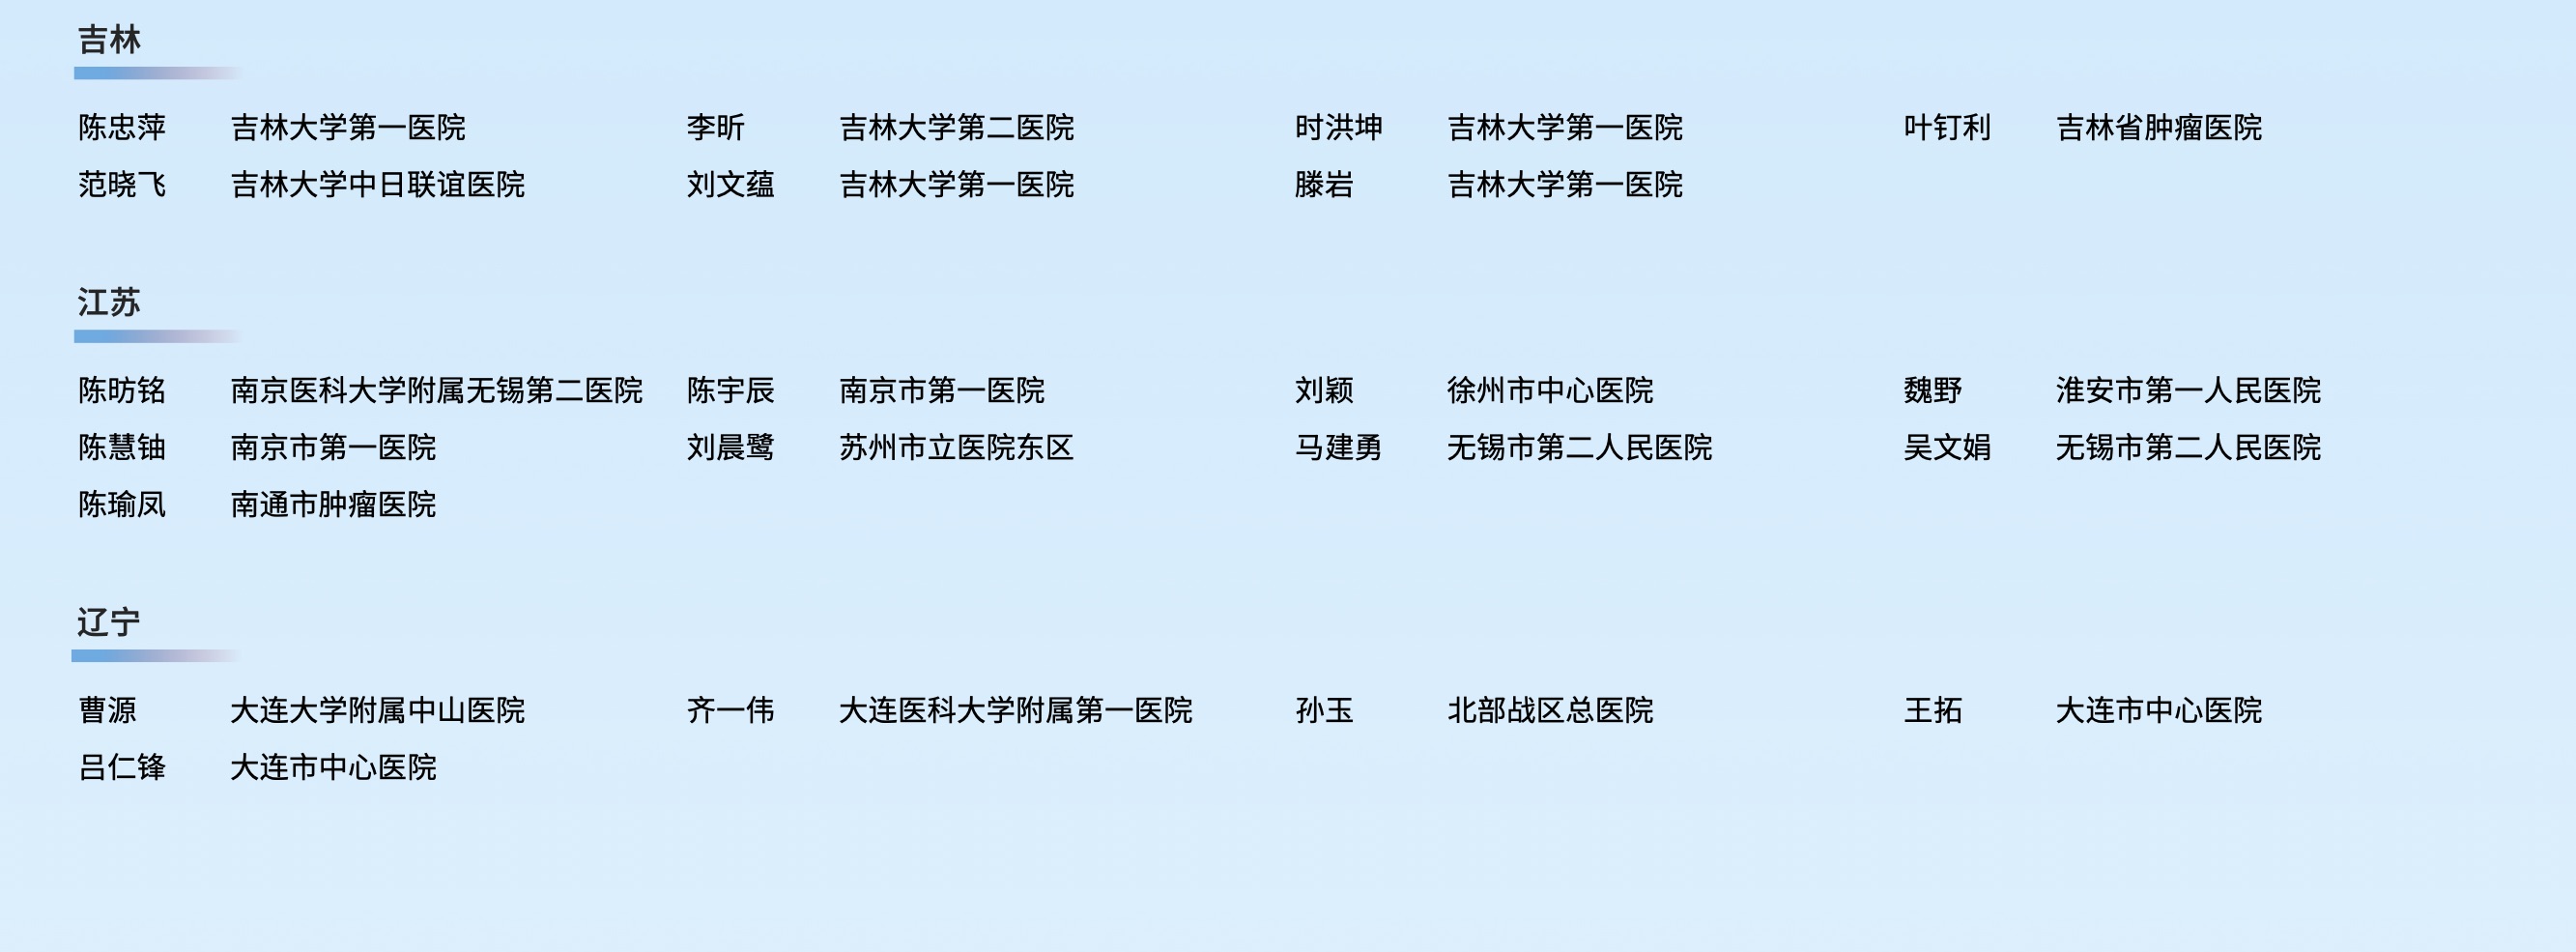 吉林
陈忠萍 吉林大学第一医院 李昕 吉林大学第二医院 时洪坤 吉林大学第一医院 叶钉利 吉林省肿瘤医院
范晓飞 吉林大学中日联谊医院 刘文蕴 吉林大学第一医院 滕岩 吉林大学第一医院
江苏
陈昉铭 南京医科大学附属无锡第二医院 陈宇辰 南京市第一医院 刘颖 徐州市中心医院 魏野 淮安市第一人民医院
陈慧铀 南京市第一医院 刘晨鹭 苏州市立医院东区 马建勇 无锡市第二人民医院 吴文娟 无锡市第二人民医院
陈瑜凤 南通市肿瘤医院
辽宁
曹源 大连大学附属中山医院 齐一伟 大连医科大学附属第一医院 孙玉 北部战区总医院 王拓 大连市中心医院
吕仁锋 大连市中心医院